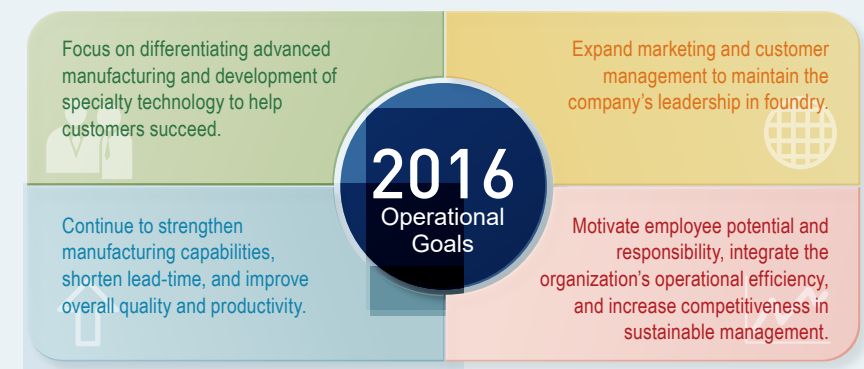 Focus on differentiating advanced
manufacturing and development of
specialty technology to help
customers succeed.
Expand marketing and customer
management to maintain the
company's leadership in foundry.
2016
Operational
Goals
Continue to strengthen
manufacturing capabilities,
shorten lead-time, and improve
overall quality and productivity.
Motivate employee potential and
responsibility, integrate the
organization's operational efficiency,
and increase competitiveness in
sustainable management.